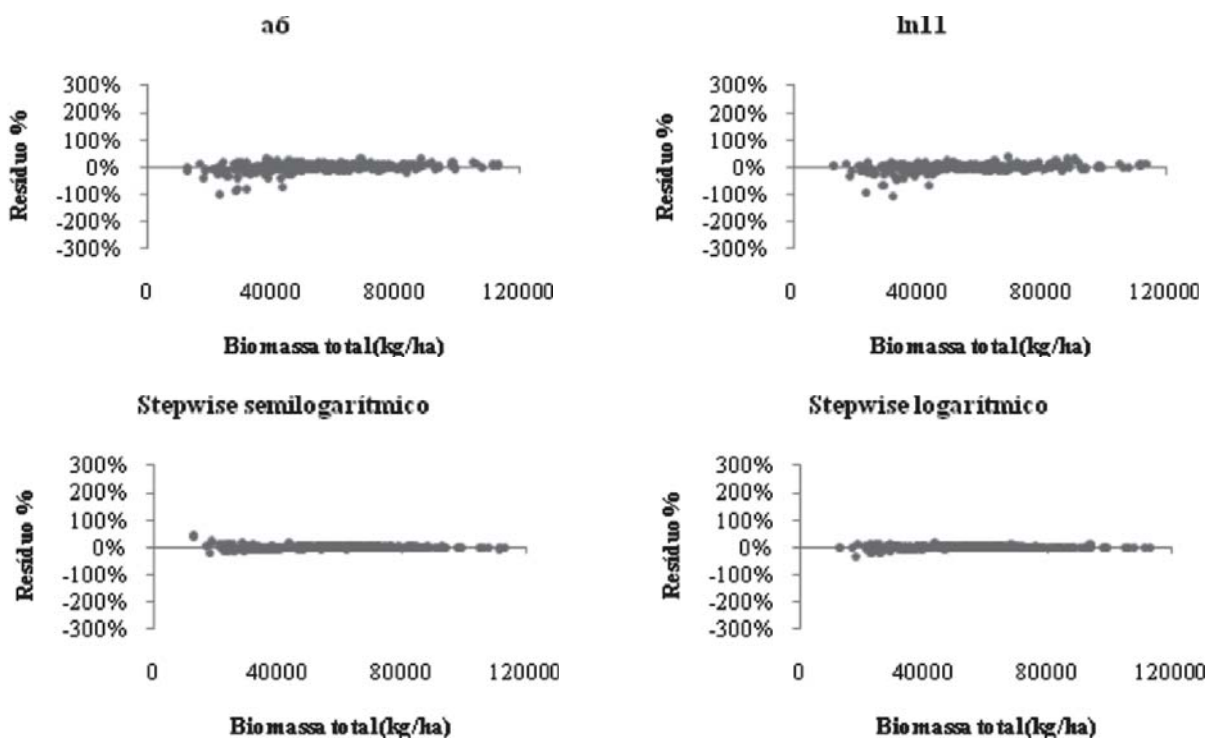 a6
Resíduo %
300%
200%
100%
0%
-100%
-200%
-300%
0 40000 80000 120000
Biomassa total(kg/ha)
ln11
Resíduo %
300%
200%
100%
0%
-100%
-200%
-300%
0 40000 80000 120000
Biomassa total(kg/ha)
Stepwise semilogarítmico
Resíduo %
300%
200%
100%
0%
-100%
-200%
-300%
0 40000 80000 120000
Biomassa total(kg/ha)
Stepwise logarítmico
Resíduo %
300%
200%
100%
0%
-100%
-200%
-300%
0 40000 80000 120000
Biomassa total(kg/ha)